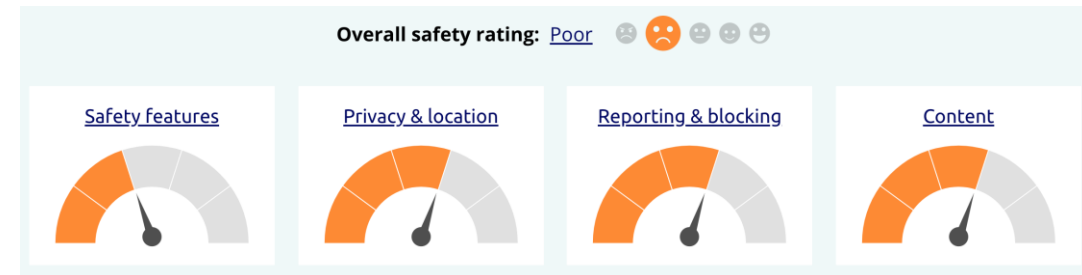 Overall safety rating: Poor
Safety features
Privacy & location
Reporting & blocking
Content